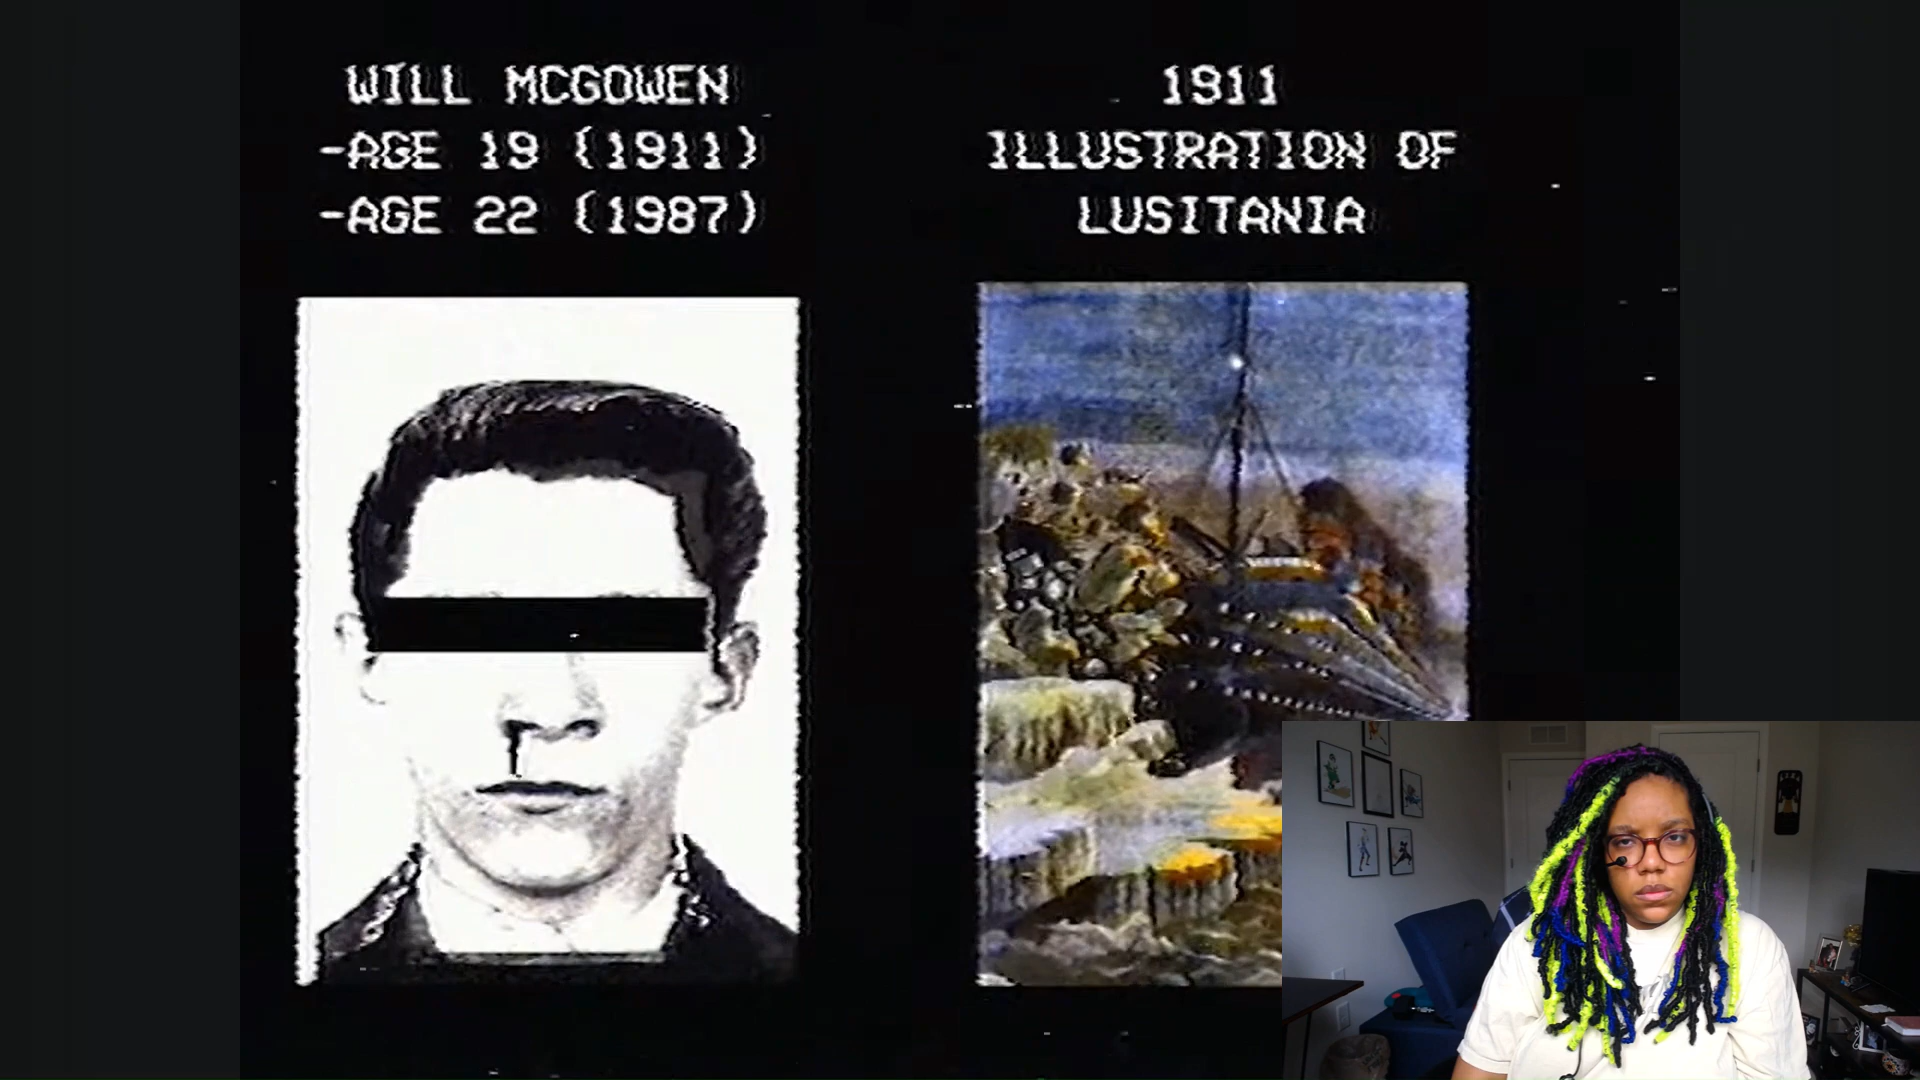 WILL MCGOWEN
-AGE 19 (1911)
-AGE 22 (1987)
1911
ILLUSTRATION OF
LUSITANIA